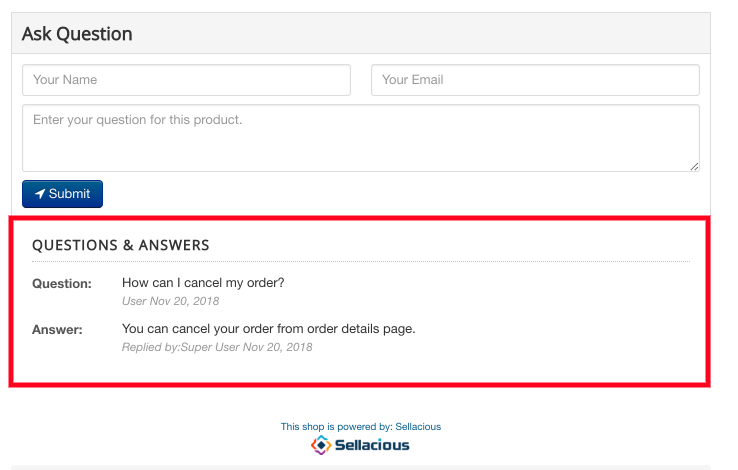 Ask Question
Your Name
Your Email
Enter your question for this product.
Submit
QUESTIONS & ANSWERS
Question:
How can I cancel my order?
User Nov 20, 2018
Answer:
You can cancel your order from order details page.
Replied by:Super User Nov 20, 2018
This shop is powered by: Sellacious
Sellacious